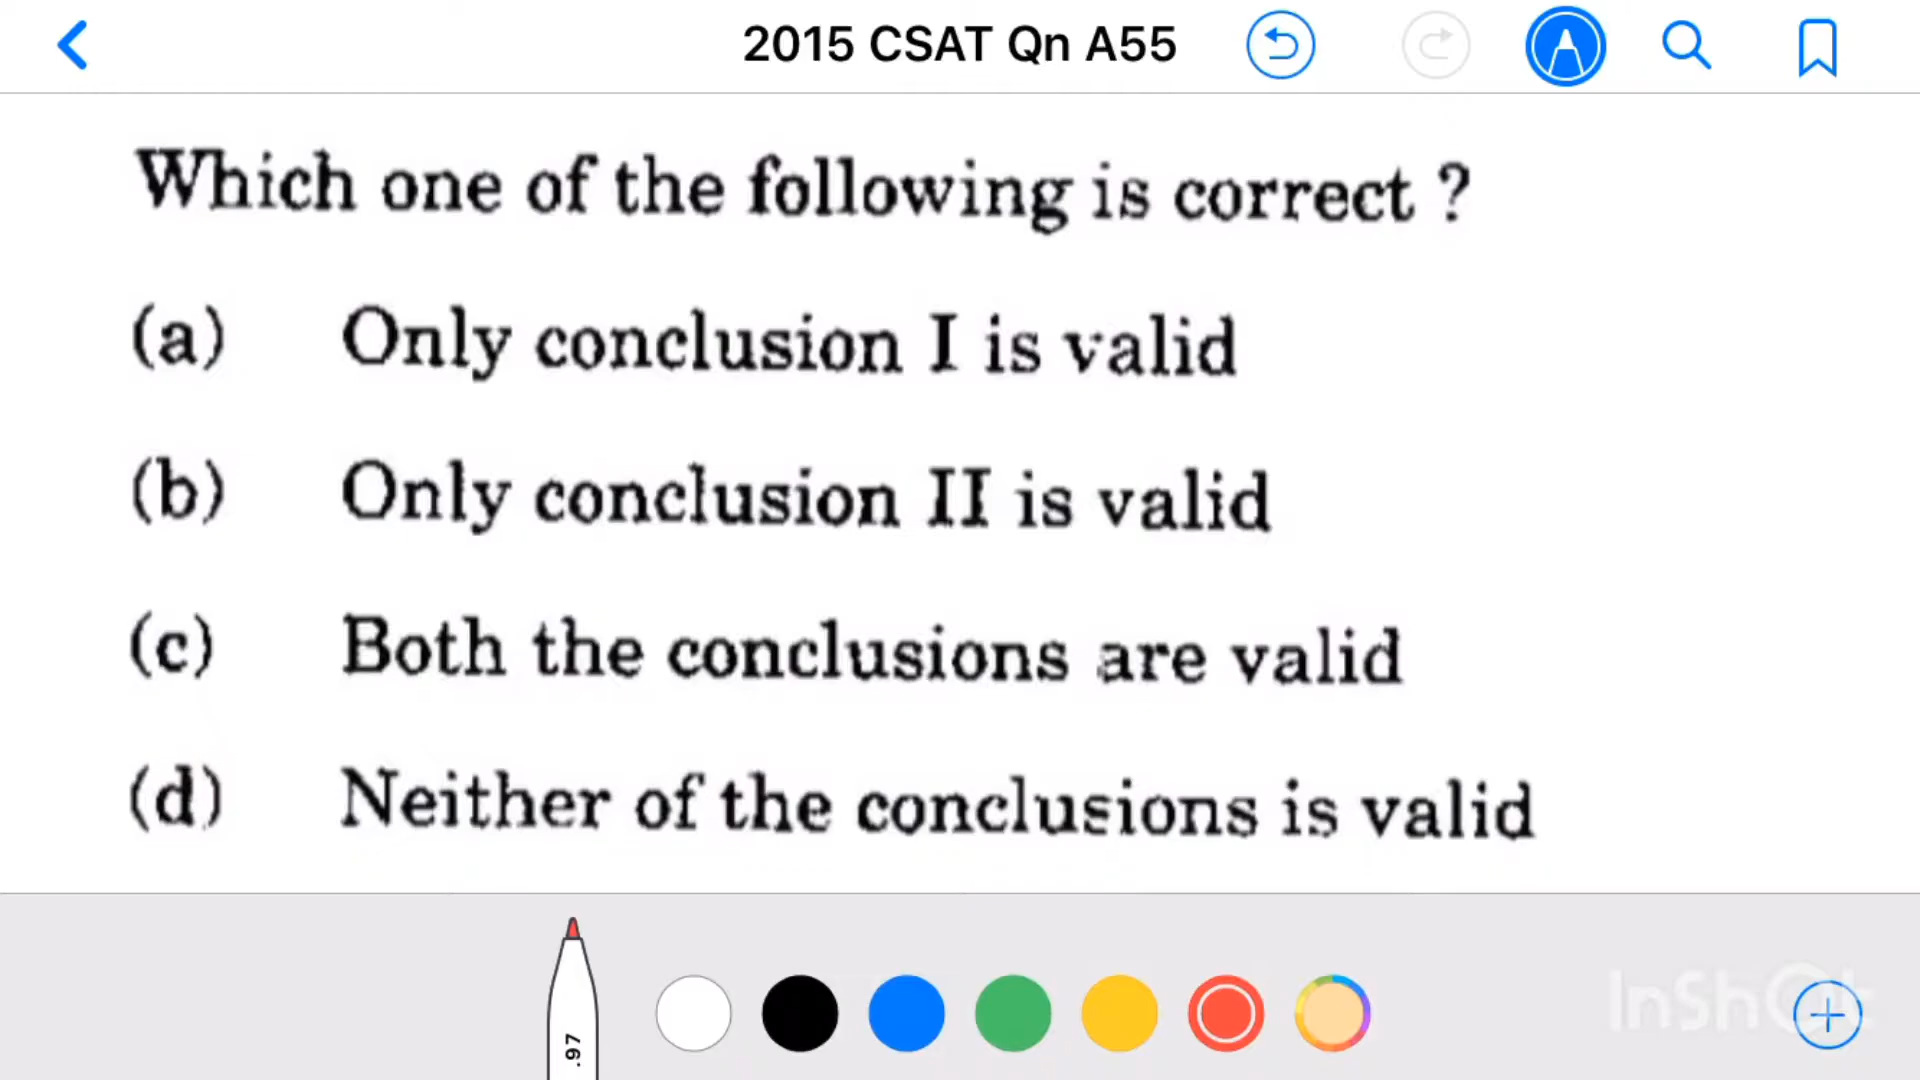 2015 CSAT Qn A55
Which one of the following is correct ?
(a) Only conclusion I is valid
(b) Only conclusion II is valid
(c) Both the conclusions are valid
(d) Neither of the conclusions is valid
.97
InShOt